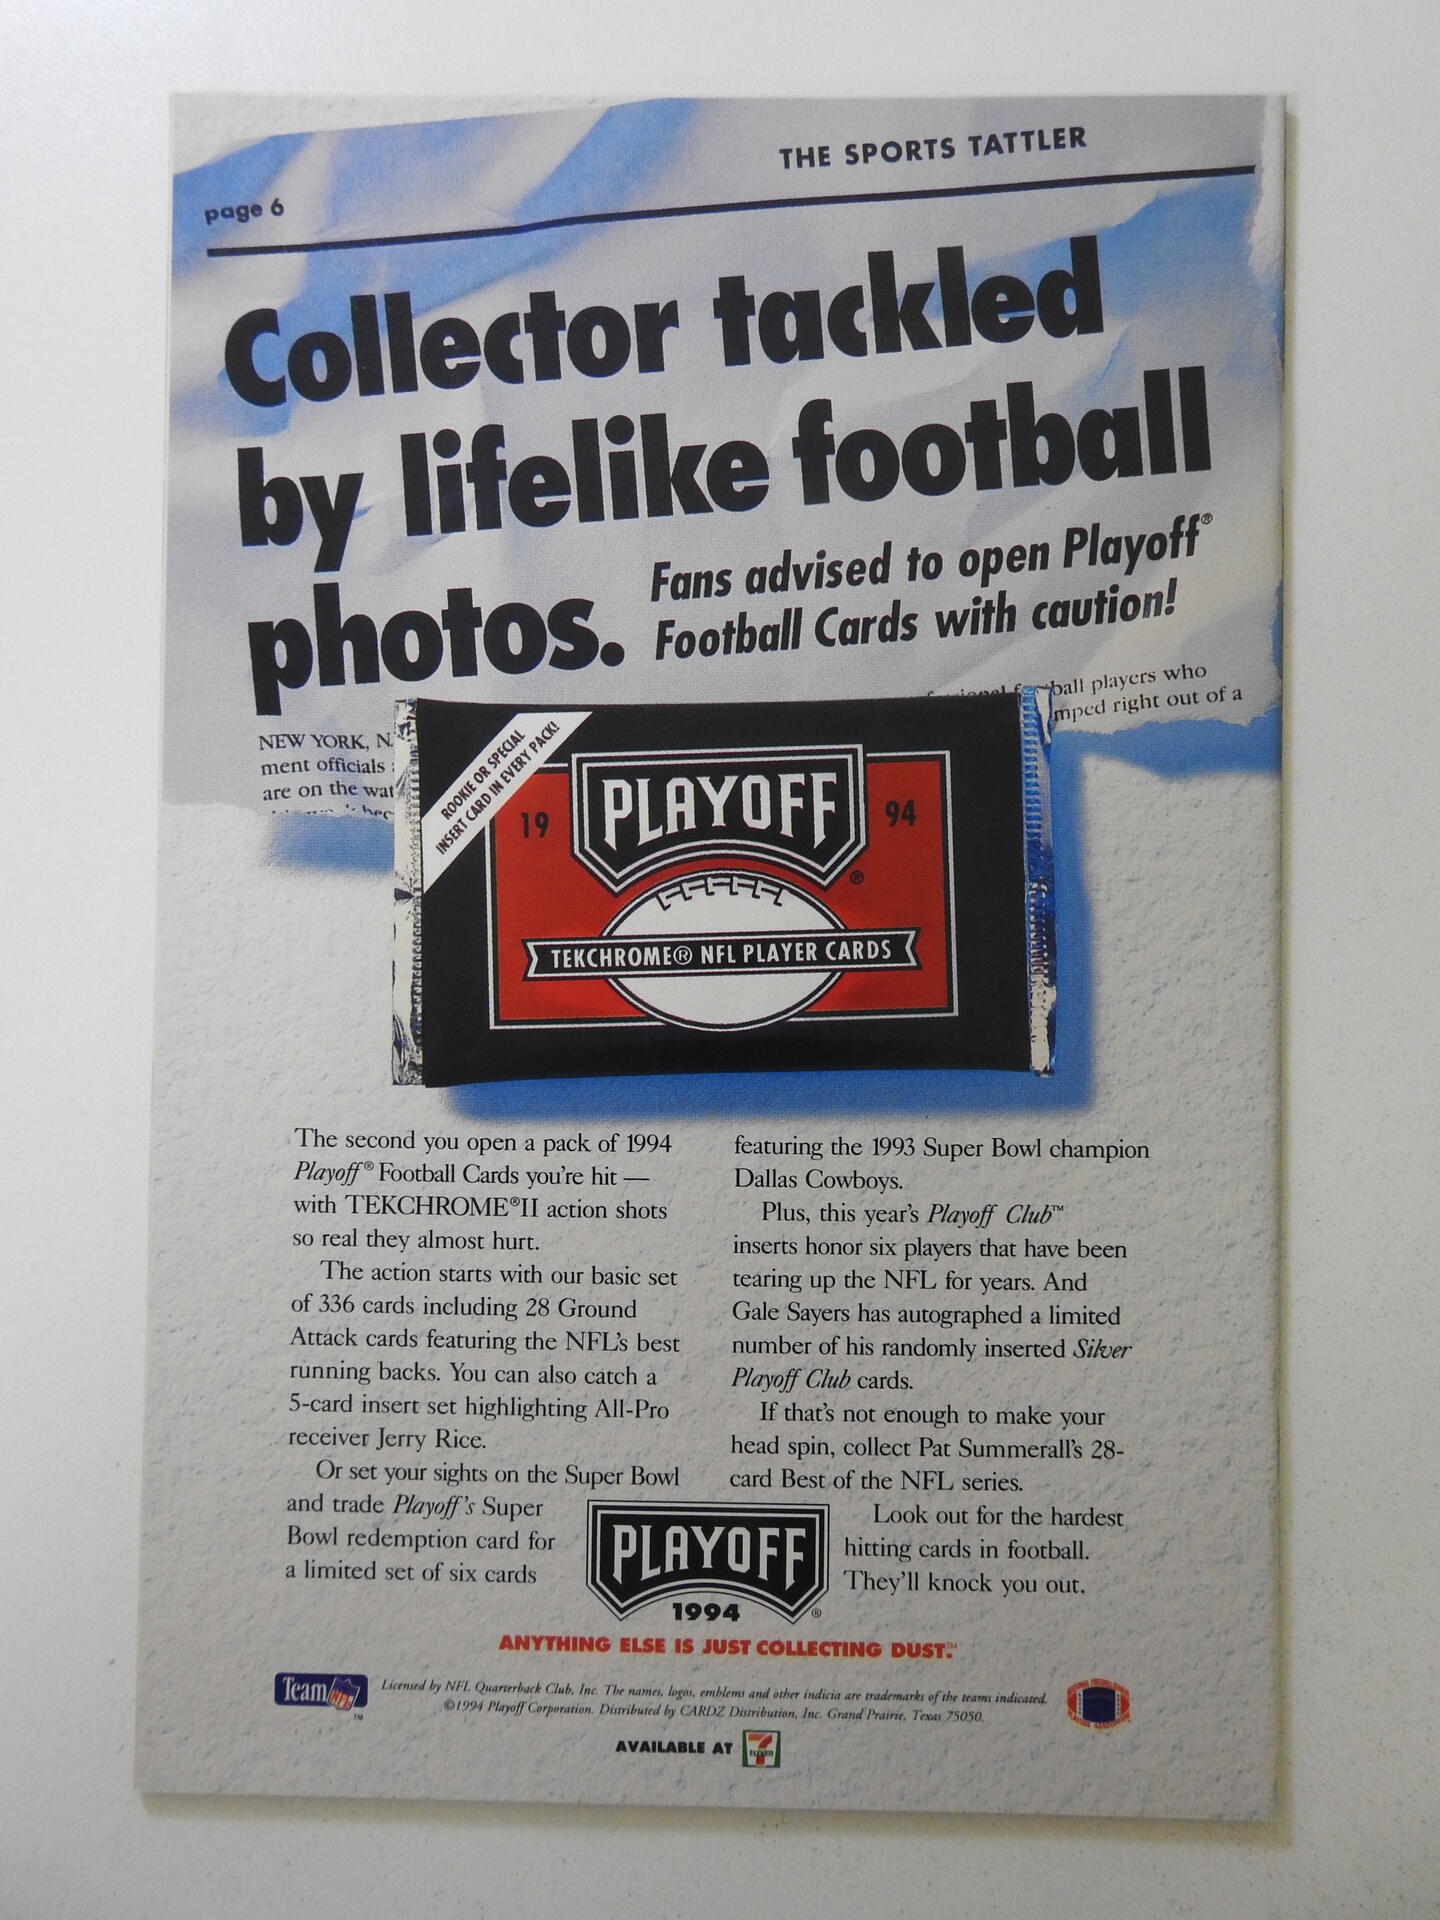 THE SPORTS TATTLER
page 6
Collector tackled
by lifelike football
photos.
Fans advised to open Playoff®
Football Cards with caution!
ball players who
mped right out of a
NEW YORK, N
ment officials
are on the wat
ROOKIE OR SPECIAL
INSERT CARD IN EVERY PACK!
19 PLAYOFF® 94
TEKCHROME® NFL PLAYER CARDS
The second you open a pack of 1994
Playoff® Football Cards you're hit —
with TEKCHROME®II action shots
so real they almost hurt.
The action starts with our basic set
of 336 cards including 28 Ground
Attack cards featuring the NFL's best
running backs. You can also catch a
5-card insert set highlighting All-Pro
receiver Jerry Rice.
Or set your sights on the Super Bowl
and trade Playoff's Super
Bowl redemption card for
a limited set of six cards
featuring the 1993 Super Bowl champion
Dallas Cowboys.
Plus, this year's Playoff Club™
inserts honor six players that have been
tearing up the NFL for years. And
Gale Sayers has autographed a limited
number of his randomly inserted Silver
Playoff Club cards.
If that's not enough to make your
head spin, collect Pat Summerall's 28-
card Best of the NFL series.
Look out for the hardest
hitting cards in football.
They'll knock you out.
PLAYOFF
1994 ®
ANYTHING ELSE IS JUST COLLECTING DUST.™
Team NFL ™
Licensed by NFL Quarterback Club, Inc. The names, logos, emblems and other indicia are trademarks of the teams indicated.
©1994 Playoff Corporation. Distributed by CARDZ Distribution, Inc. Grand Prairie, Texas 75050.
AVAILABLE AT 7 ELEVEN